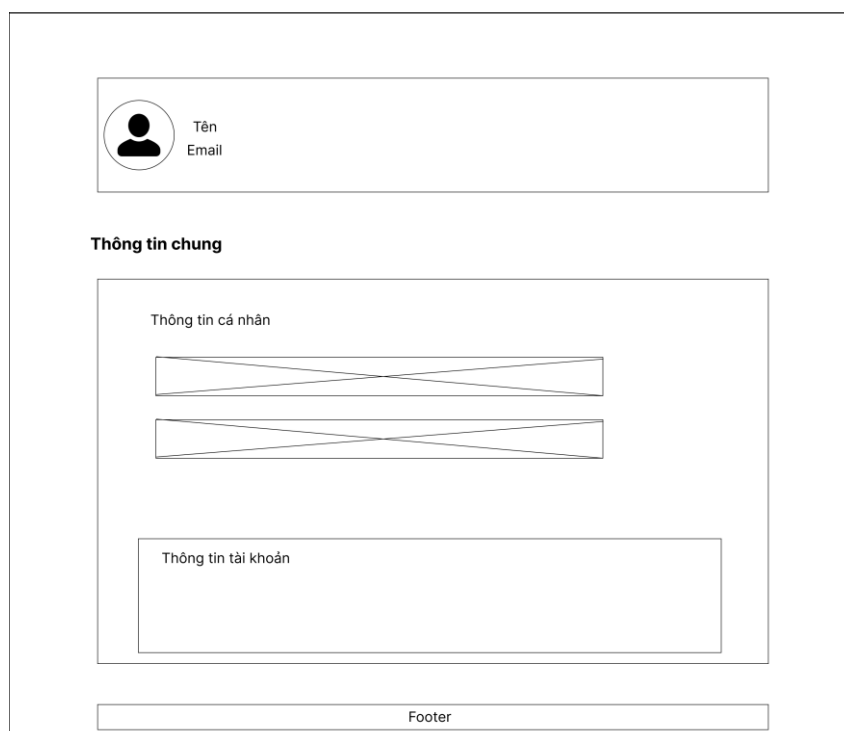 Tên
Email
Thông tin chung
Thông tin cá nhân
Thông tin tài khoản
Footer